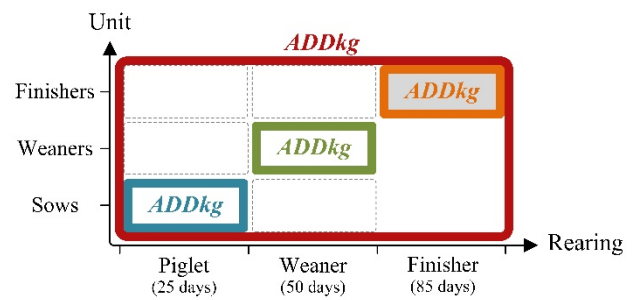 Unit
ADDkg
Finishers
ADDkg
Weaners
ADDkg
Sows
ADDkg
Rearing
Piglet
(25 days)
Weaner
(50 days)
Finisher
(85 days)